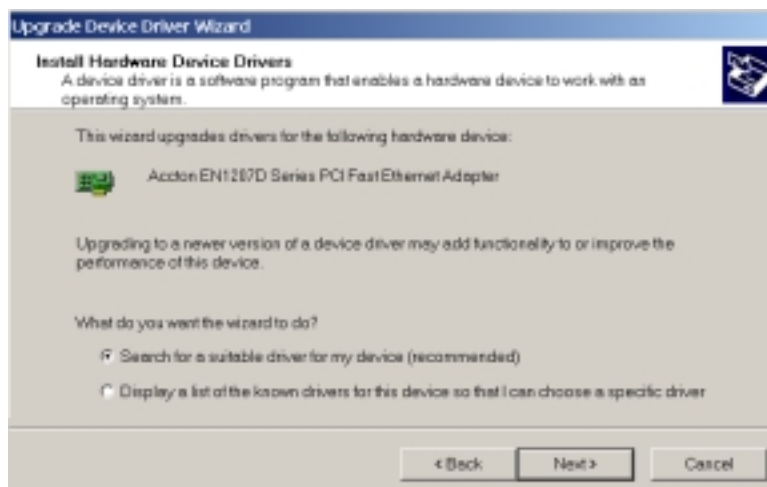 Upgrade Device Driver Wizard
Install Hardware Device Drivers
A device driver is a software program that enables a hardware device to work with an
operating system.
This wizard upgrades drivers for the following hardware device:
Accton EN1207D Series PCI Fast Ethernet Adapter
Upgrading to a newer version of a device driver may add functionality to or improve the
performance of this device.
What do you want the wizard to do?
Search for a suitable driver for my device (recommended)
Display a list of the known drivers for this device so that I can choose a specific driver
< Back Next > Cancel